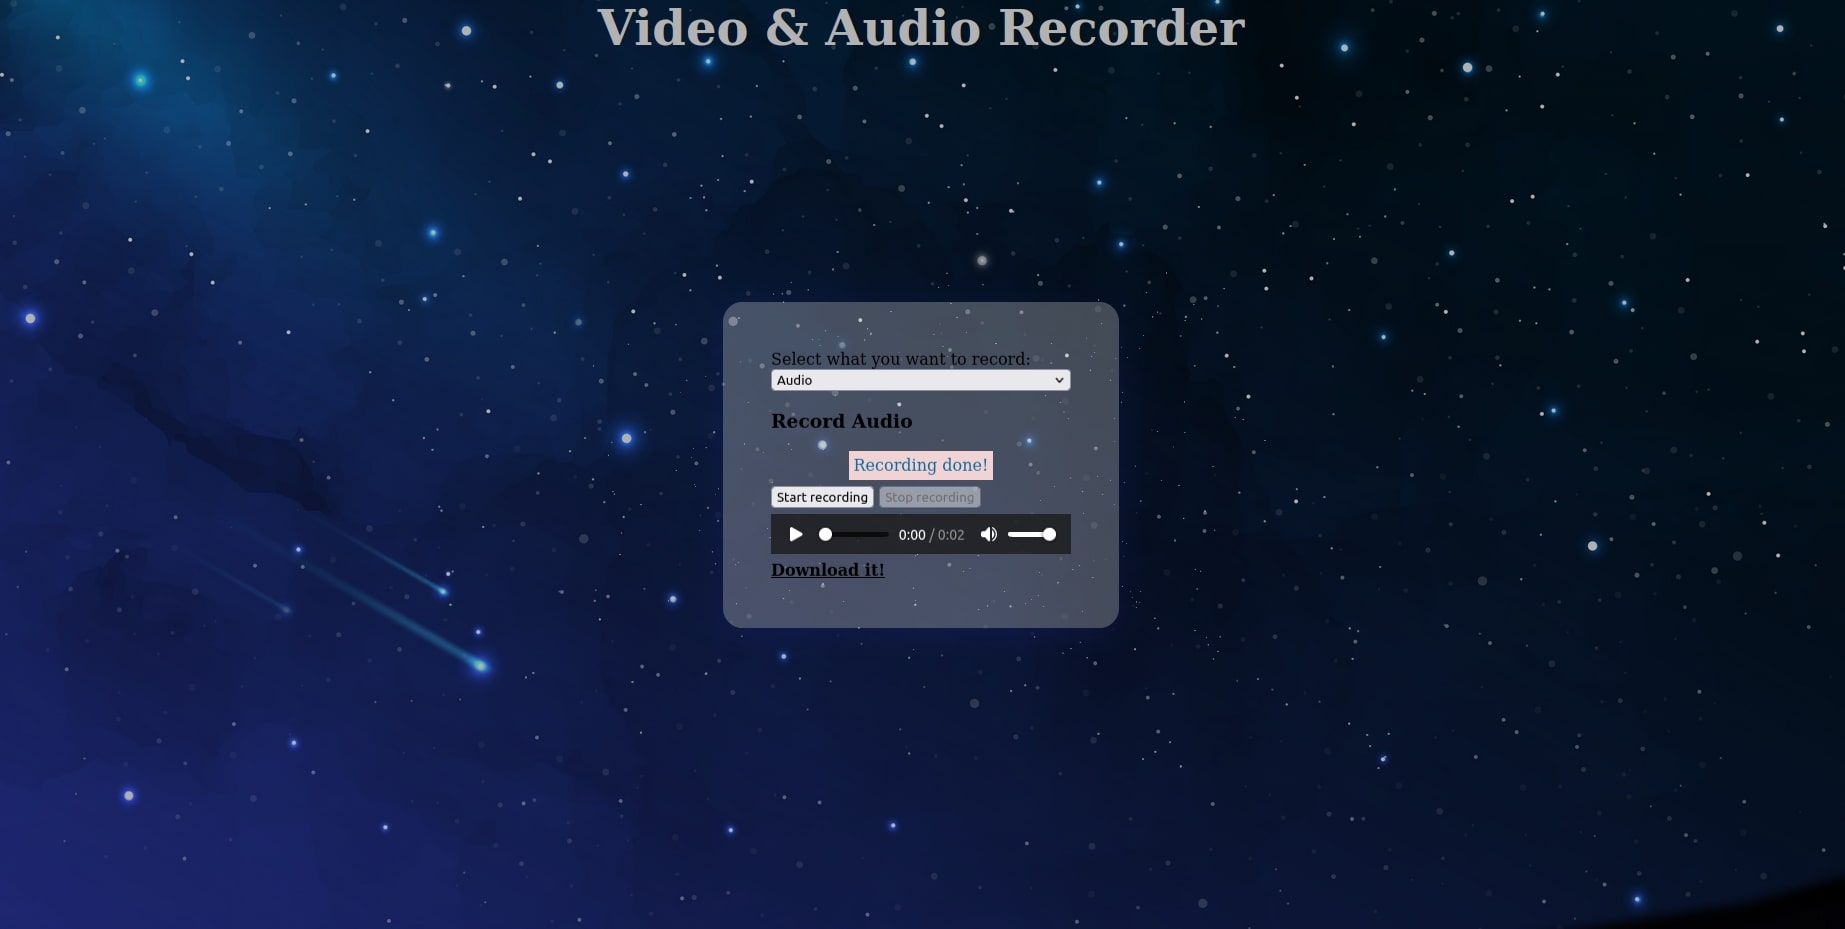 Video & Audio Recorder
Select what you want to record:
Audio
Record Audio
Recording done!
Start recording Stop recording
0:00 / 0:02
Download it!